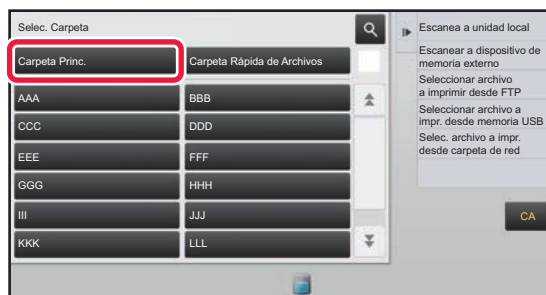 Selec. Carpeta
Carpeta Princ.
Carpeta Rápida de Archivos
AAA
BBB
CCC
DDD
EEE
FFF
GGG
HHH
III
JJJ
KKK
LLL
Escanea a unidad local
Escanear a dispositivo de
memoria externo
Seleccionar archivo
a imprimir desde FTP
Seleccionar archivo a
impr. desde memoria USB
Selec. archivo a impr.
desde carpeta de red
CA